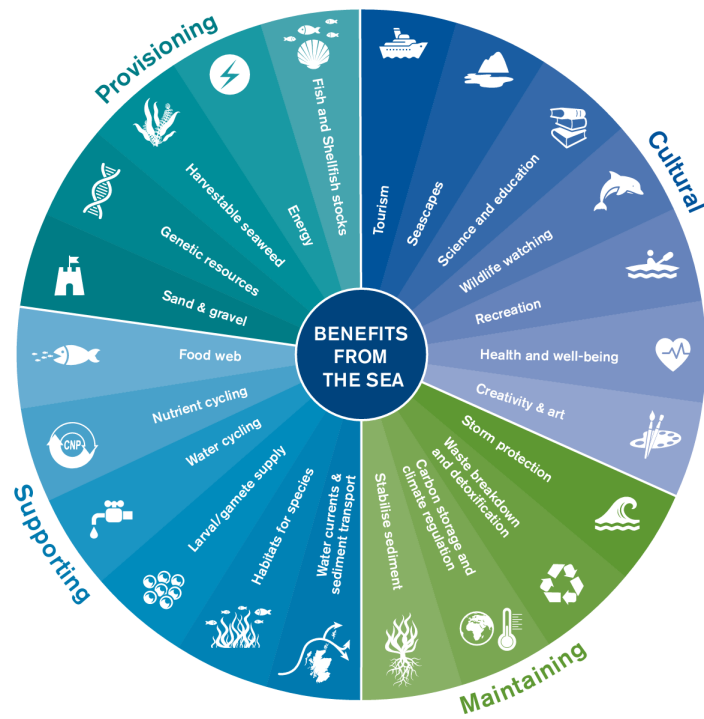 BENEFITS
FROM
THE SEA
Provisioning
Fish and Shellfish stocks
Energy
Harvestable seaweed
Genetic resources
Sand & gravel
Cultural
Tourism
Seascapes
Science and education
Wildlife watching
Recreation
Health and well-being
Creativity & art
Maintaining
Storm protection
Waste breakdown
and detoxification
Carbon storage and
climate regulation
Stabilise sediment
Supporting
Food web
Nutrient cycling
CNP
Water cycling
Larval/gamete supply
Habitats for species
Water currents &
sediment transport